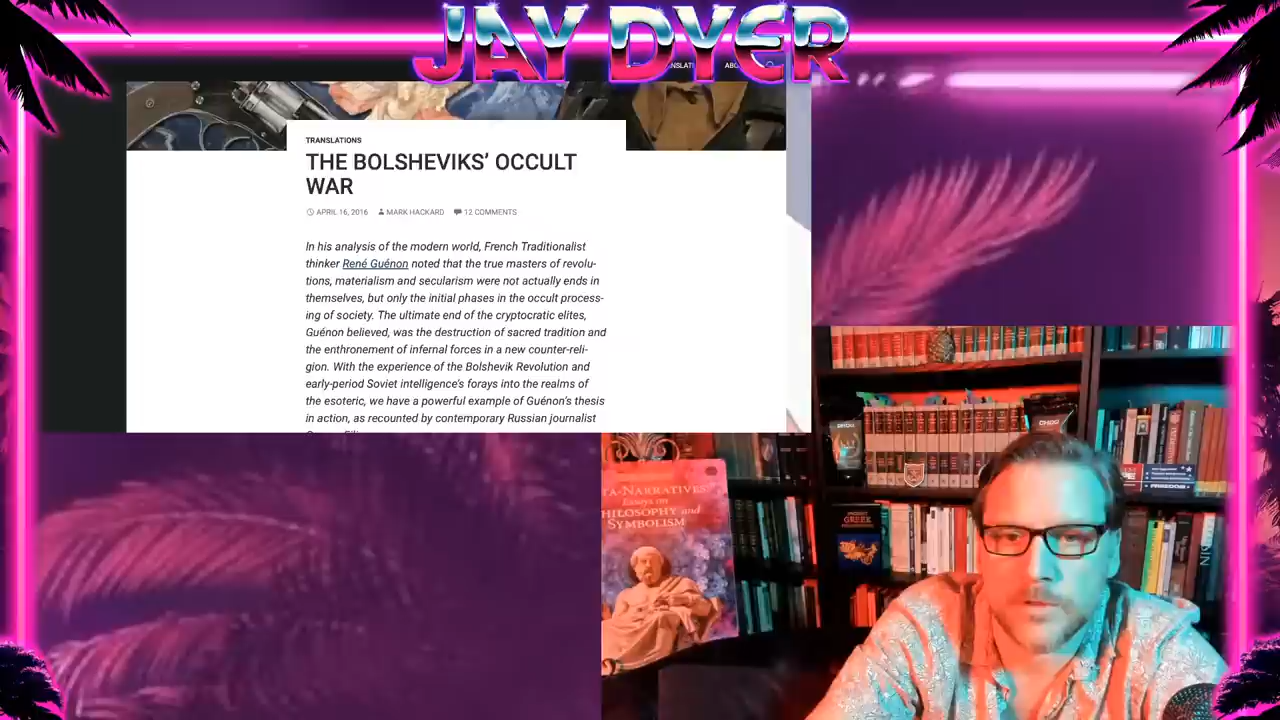 JAY DYER
TRANSLATIONS
THE BOLSHEVIKS’ OCCULT
WAR
APRIL 16, 2016 MARK HACKARD 12 COMMENTS
In his analysis of the modern world, French Traditionalist
thinker René Guénon noted that the true masters of revolu-
tions, materialism and secularism were not actually ends in
themselves, but only the initial phases in the occult process-
ing of society. The ultimate end of the cryptocratic elites,
Guénon believed, was the destruction of sacred tradition and
the enthronement of infernal forces in a new counter-reli-
gion. With the experience of the Bolshevik Revolution and
early-period Soviet intelligence’s forays into the realms of
the esoteric, we have a powerful example of Guénon’s thesis
in action, as recounted by contemporary Russian journalist
TA-NARRATIVES
Essays on
HILOSOPHY and
SYMBOLISM
GREEK
CHOQ